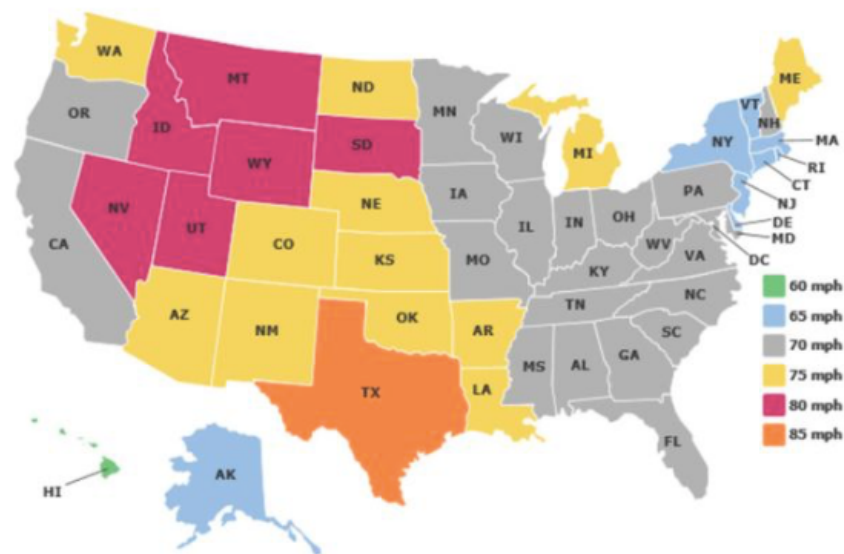 WA
MT
ND
MN
ME
VT
NH
OR
ID
SD
WI
NY
MA
MI
RI
WY
CT
NV
NE
IA
PA
NJ
UT
CO
IL
IN
OH
DE
CA
KS
MO
WV
MD
VA
DC
KY
60 mph
AZ
NM
OK
TN
NC
65 mph
AR
SC
70 mph
MS
AL
GA
75 mph
TX
LA
80 mph
FL
85 mph
HI
AK